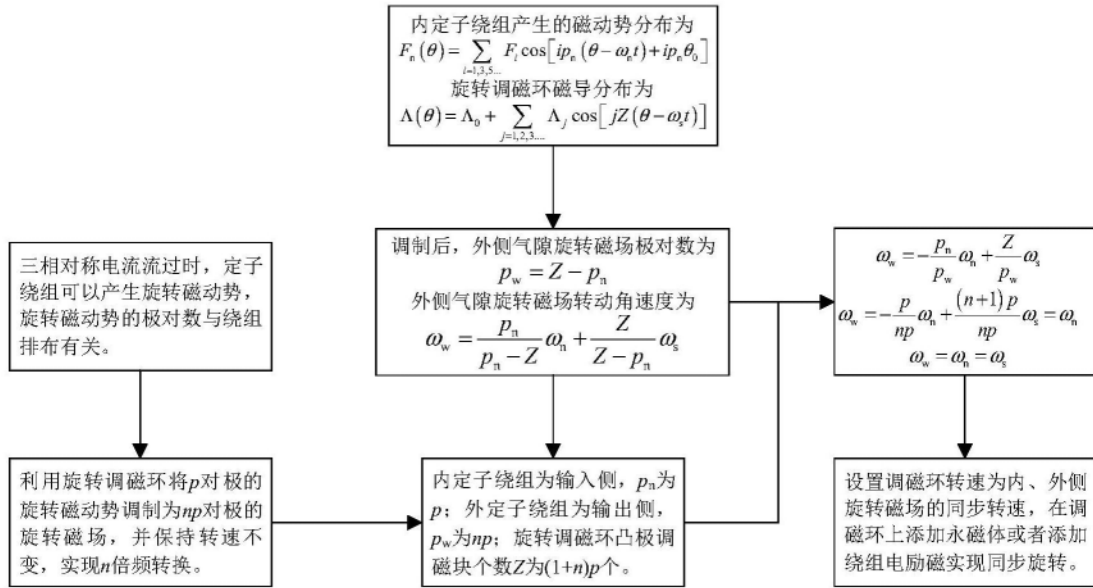 内定子绕组产生的磁动势分布为
F_n(θ)=∑_{i=1,3,5...} F_i cos[ip_n(θ-ω_n t)+ip_nθ_0]
旋转调磁环磁导分布为
Λ(θ)=Λ_0+∑_{j=1,2,3....} Λ_j cos[jZ(θ-ω_s t)]
三相对称电流流过时，定子
绕组可以产生旋转磁动势，
旋转磁动势的极对数与绕组
排布有关。
调制后，外侧气隙旋转磁场极对数为
p_w=Z-p_n
外侧气隙旋转磁场转动角速度为
ω_w=\frac{p_n}{p_n-Z}ω_n+\frac{Z}{Z-p_n}ω_s
ω_w=-\frac{p_n}{p_w}ω_n+\frac{Z}{p_w}ω_s
ω_w=-\frac{p}{np}ω_n+\frac{(n+1)p}{np}ω_s=ω_n
ω_w=ω_n=ω_s
利用旋转调磁环将p对极的
旋转磁动势调制为np对极的
旋转磁场，并保持转速不
变，实现n倍频转换。
内定子绕组为输入侧，p_n为
p；外定子绕组为输出侧，
p_w为np；旋转调磁环凸极调
磁块个数Z为(1+n)p个。
设置调磁环转速为内、外侧
旋转磁场的同步转速，在调
磁环上添加永磁体或者添加
绕组电励磁实现同步旋转。